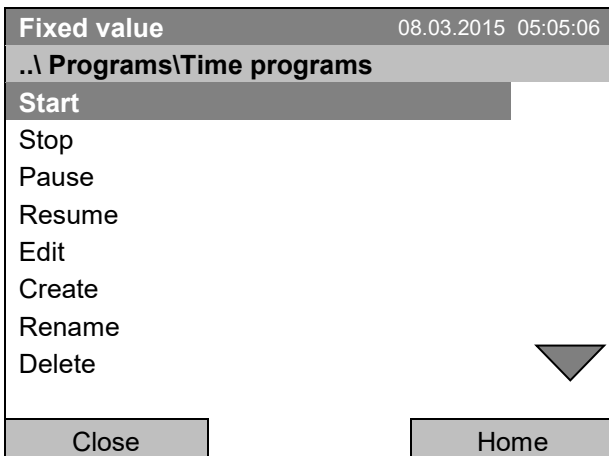 Fixed value 08.03.2015 05:05:06
..\ Programs\Time programs
Start
Stop
Pause
Resume
Edit
Create
Rename
Delete
Close Home